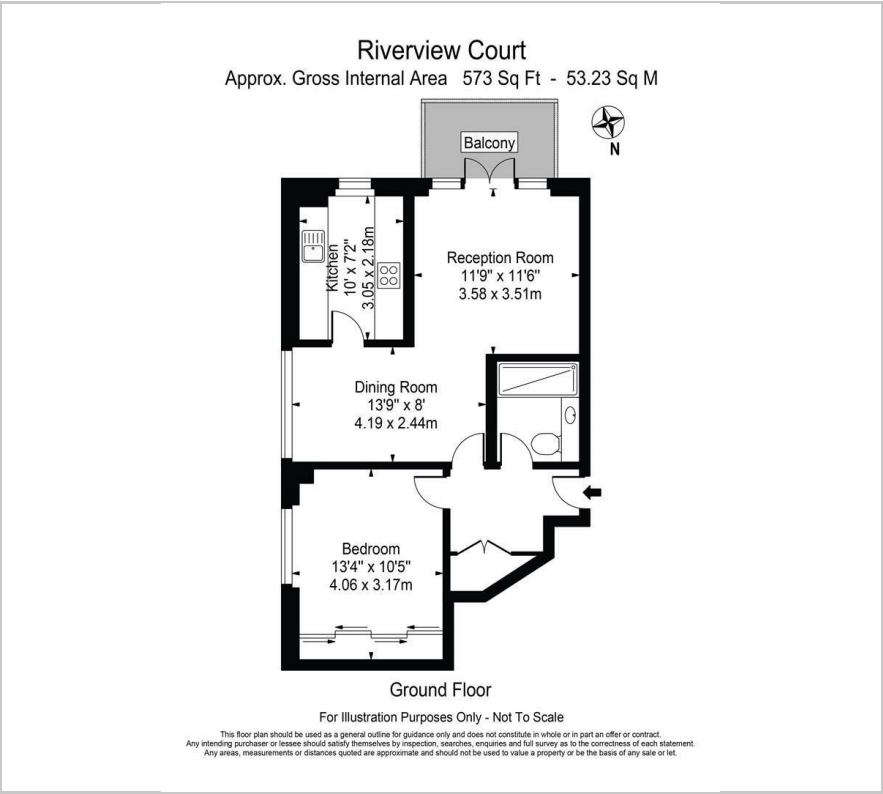 Riverview Court
Approx. Gross Internal Area 573 Sq Ft - 53.23 Sq M
Balcony
N
Kitchen
10' x 7'2"
3.05 x 2.18m
Reception Room
11'9" x 11'6"
3.58 x 3.51m
Dining Room
13'9" x 8'
4.19 x 2.44m
Bedroom
13'4" x 10'5"
4.06 x 3.17m
Ground Floor
For Illustration Purposes Only - Not To Scale
This floor plan should be used as a general outline for guidance only and does not constitute in whole or in part an offer or contract.
Any intending purchaser or lessee should satisfy themselves by inspection, searches, enquiries and full survey as to the correctness of each statement.
Any areas, measurements or distances quoted are approximate and should not be used to value a property or be the basis of any sale or let.